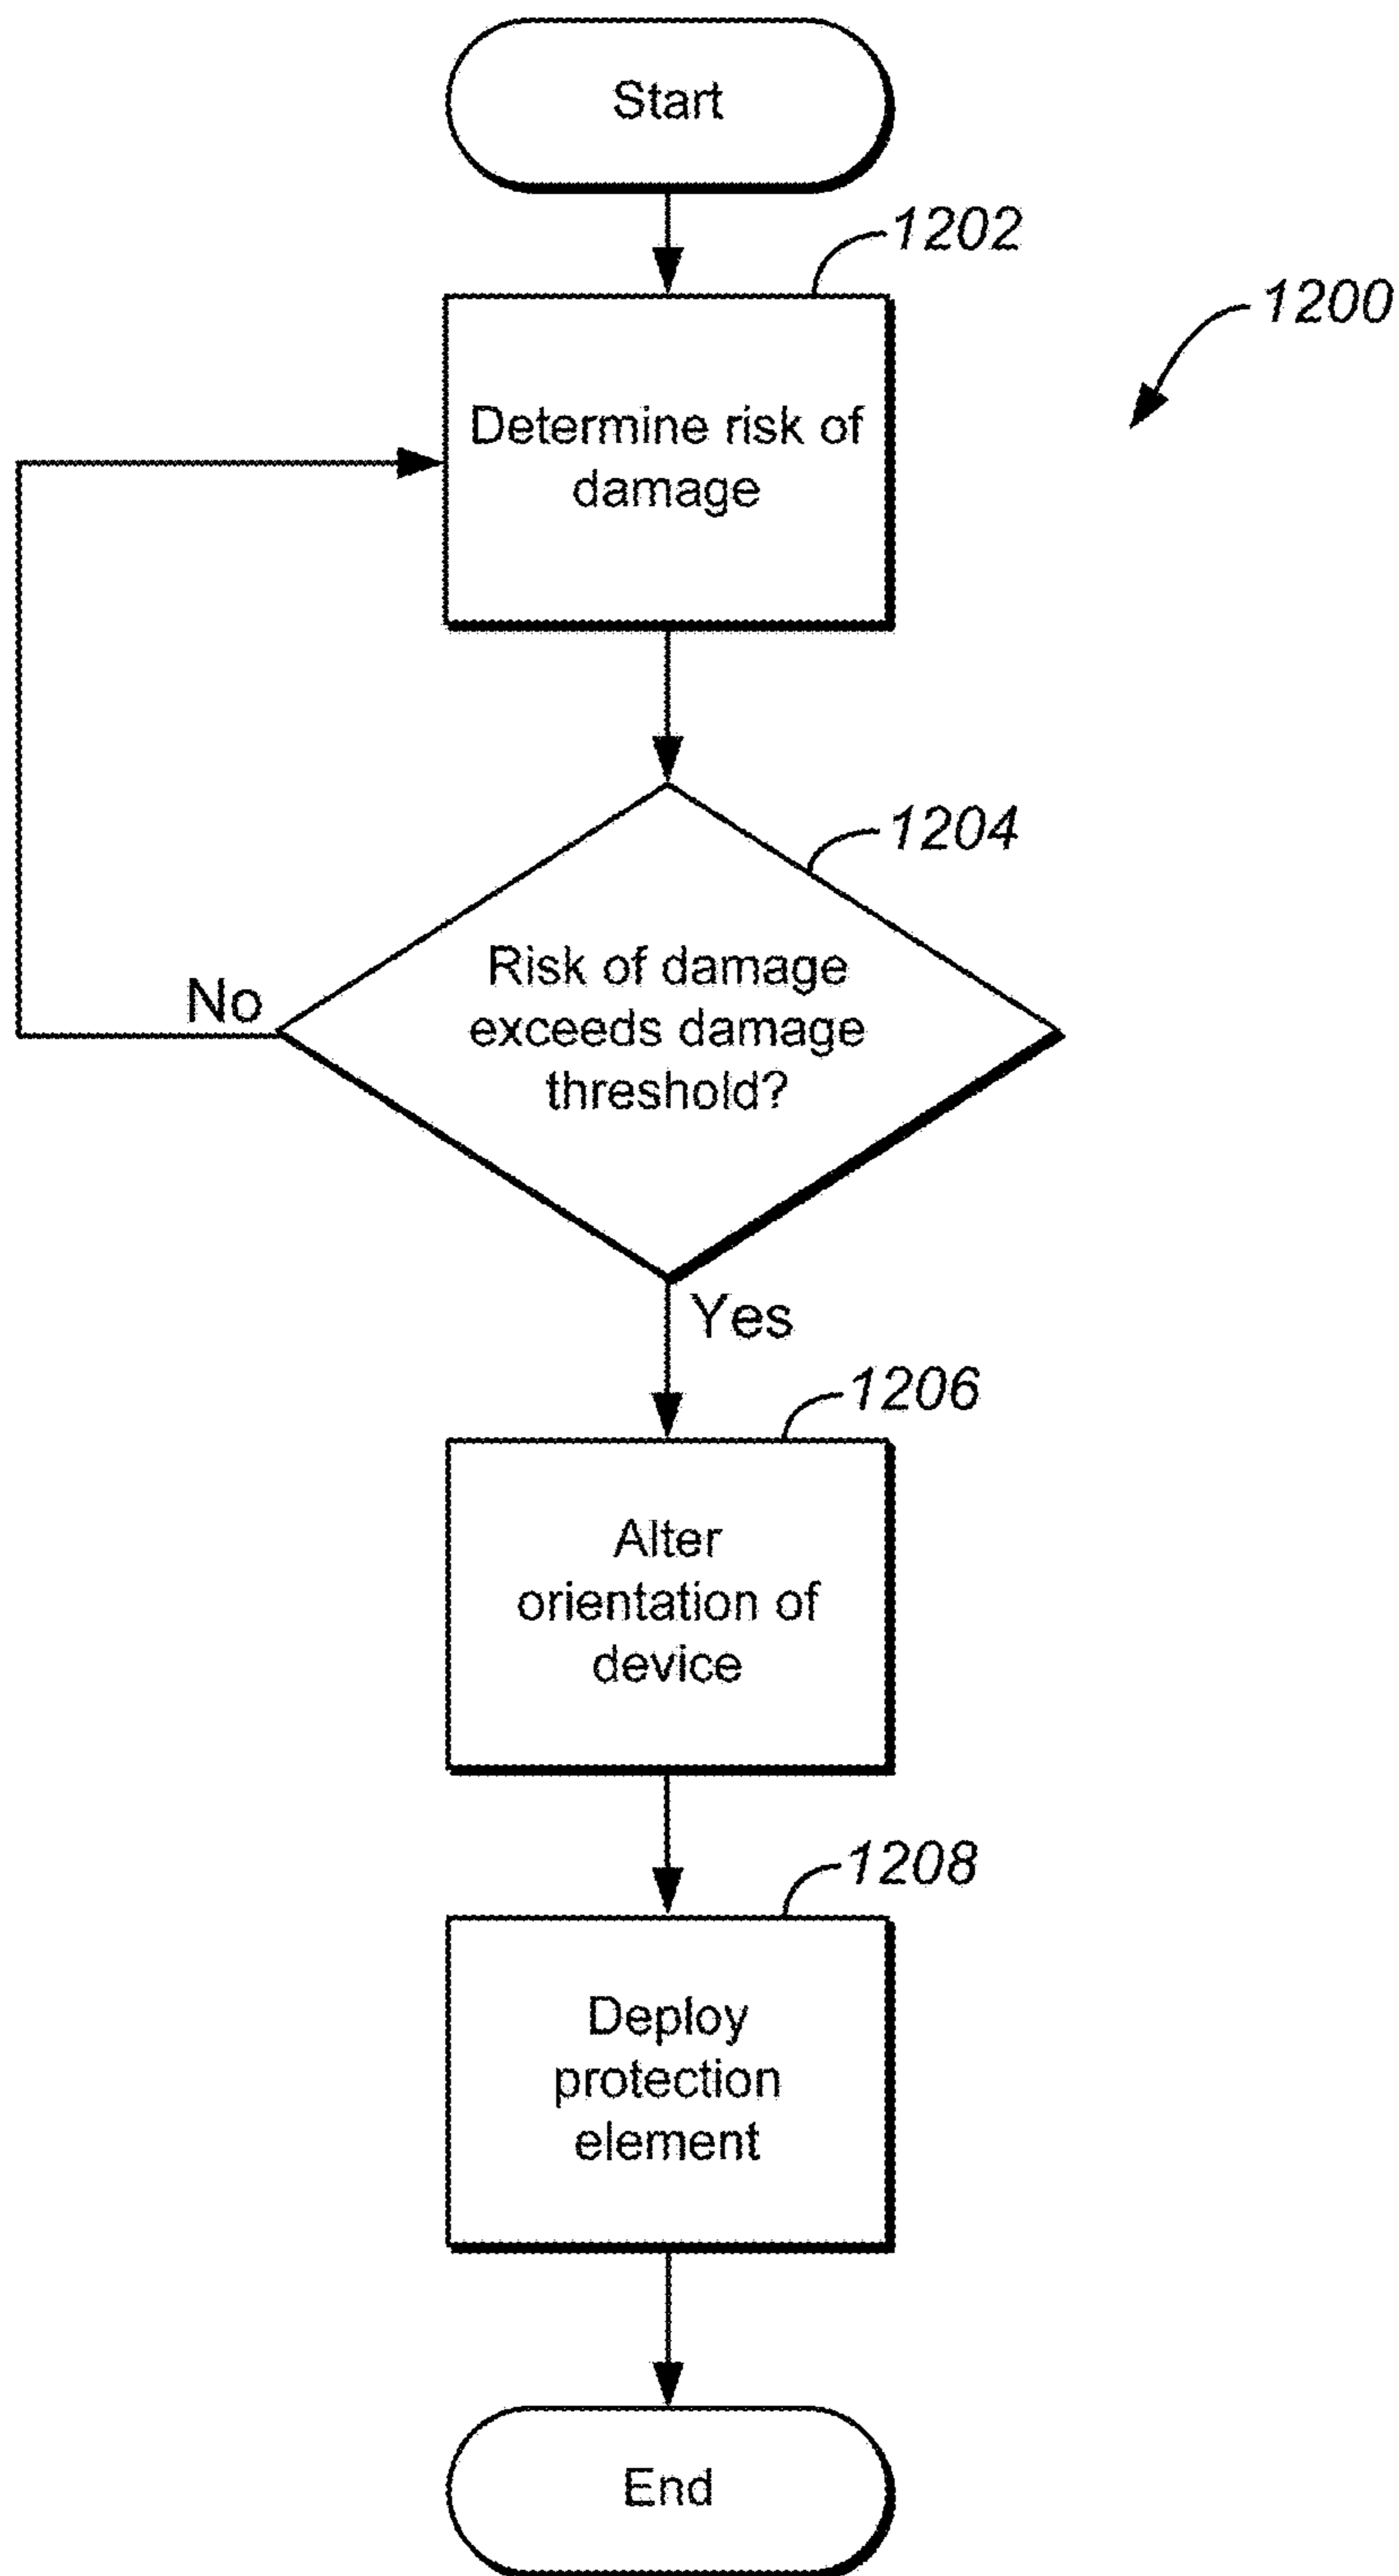 Start
1202
1200
Determine risk of
damage
1204
Risk of damage
exceeds damage
threshold?
No
Yes
1206
Alter
orientation of
device
1208
Deploy
protection
element
End